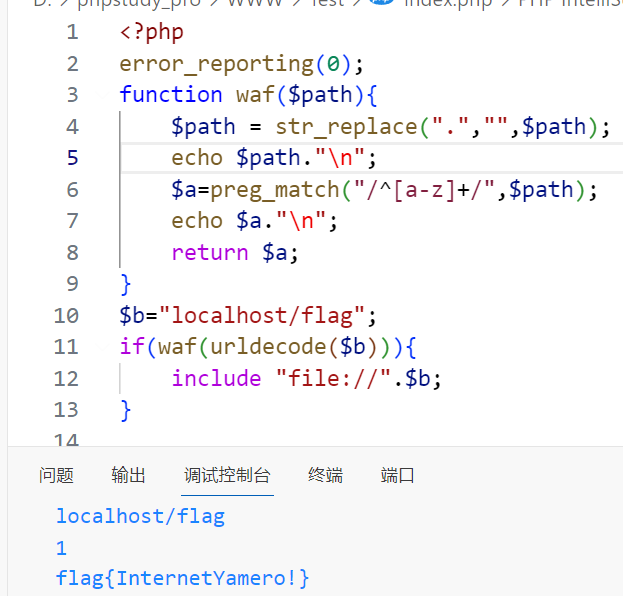 D: > phpstudy_pro > WWW > Test > index.php > PHP IntelliS
1 <?php
2 error_reporting(0);
3 function waf($path){
4 $path = str_replace(".","",$path);
5 echo $path."\n";
6 $a=preg_match("/^[a-z]+/",$path);
7 echo $a."\n";
8 return $a;
9 }
10 $b="localhost/flag";
11 if(waf(urldecode($b))){
12 include "file://".$b;
13 }
14
问题 输出 调试控制台 终端 端口
localhost/flag
1
flag{InternetYamero!}